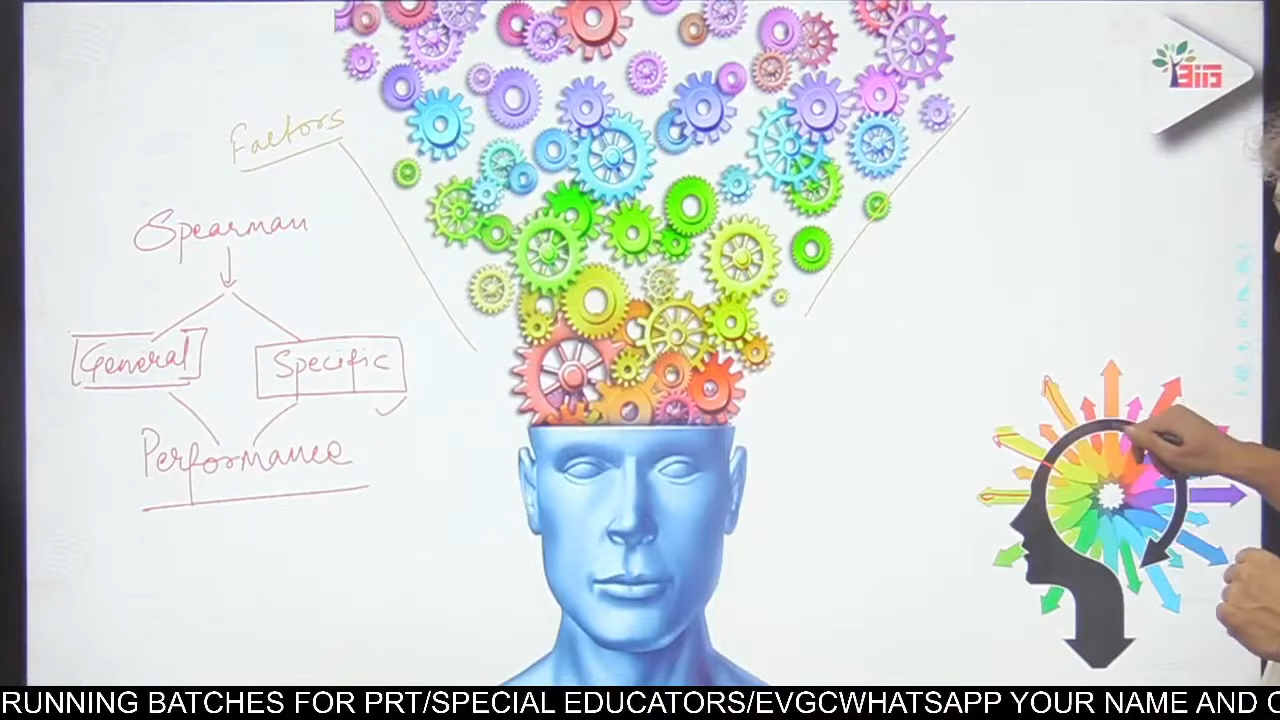 Factors
Spearman
General
Specific
Performance
RUNNING BATCHES FOR PRT/SPECIAL EDUCATORS/EVGCWHATSAPP YOUR NAME AND C